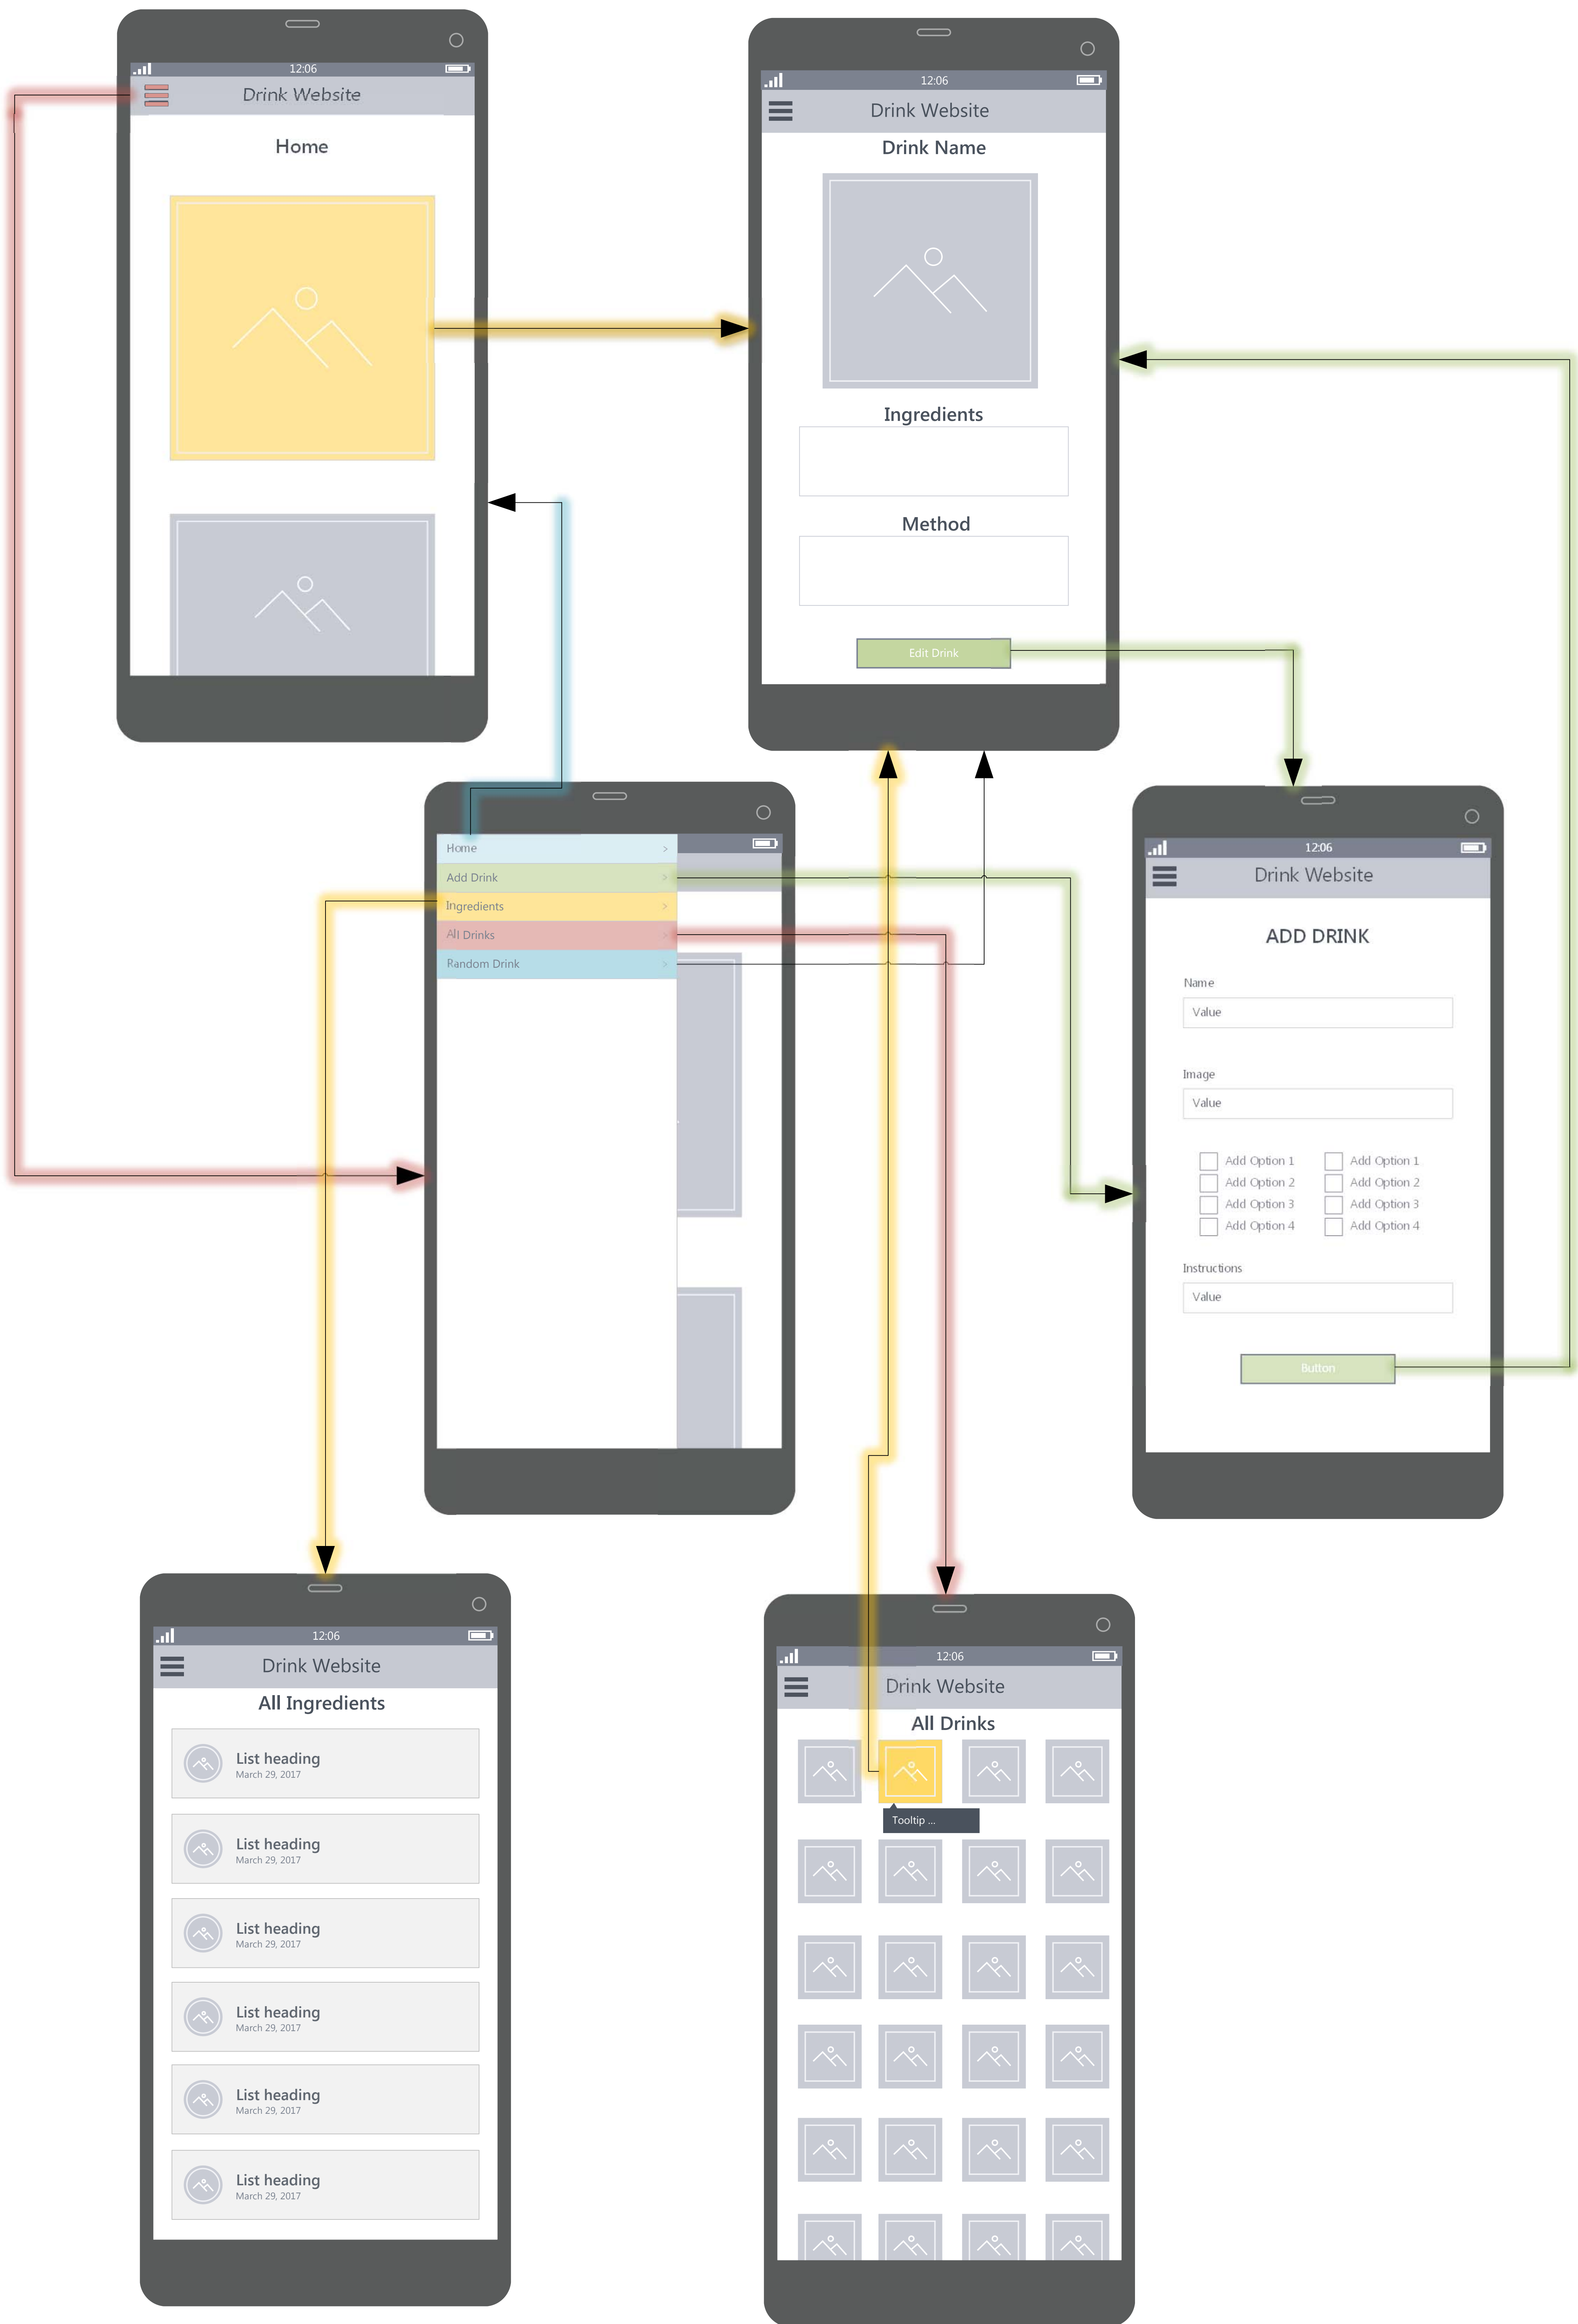 12:06
Drink Website
Home
12:06
Drink Website
Drink Name
Ingredients
Method
Edit Drink
Home >
Add Drink >
Ingredients >
All Drinks >
Random Drink >
12:06
Drink Website
ADD DRINK
Name
Value
Image
Value
Add Option 1 Add Option 1
Add Option 2 Add Option 2
Add Option 3 Add Option 3
Add Option 4 Add Option 4
Instructions
Value
Button
12:06
Drink Website
All Ingredients
List heading
March 29, 2017
List heading
March 29, 2017
List heading
March 29, 2017
List heading
March 29, 2017
List heading
March 29, 2017
List heading
March 29, 2017
12:06
Drink Website
All Drinks
Tooltip ...